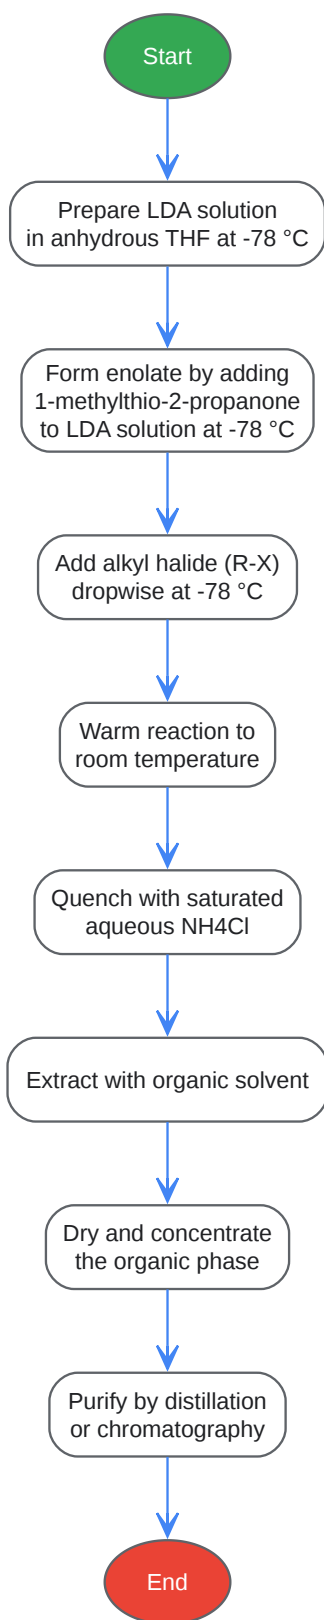 Start
Prepare LDA solution
in anhydrous THF at -78 °C
Form enolate by adding
1-methylthio-2-propanone
to LDA solution at -78 °C
Add alkyl halide (R-X)
dropwise at -78 °C
Warm reaction to
room temperature
Quench with saturated
aqueous NH4Cl
Extract with organic solvent
Dry and concentrate
the organic phase
Purify by distillation
or chromatography
End